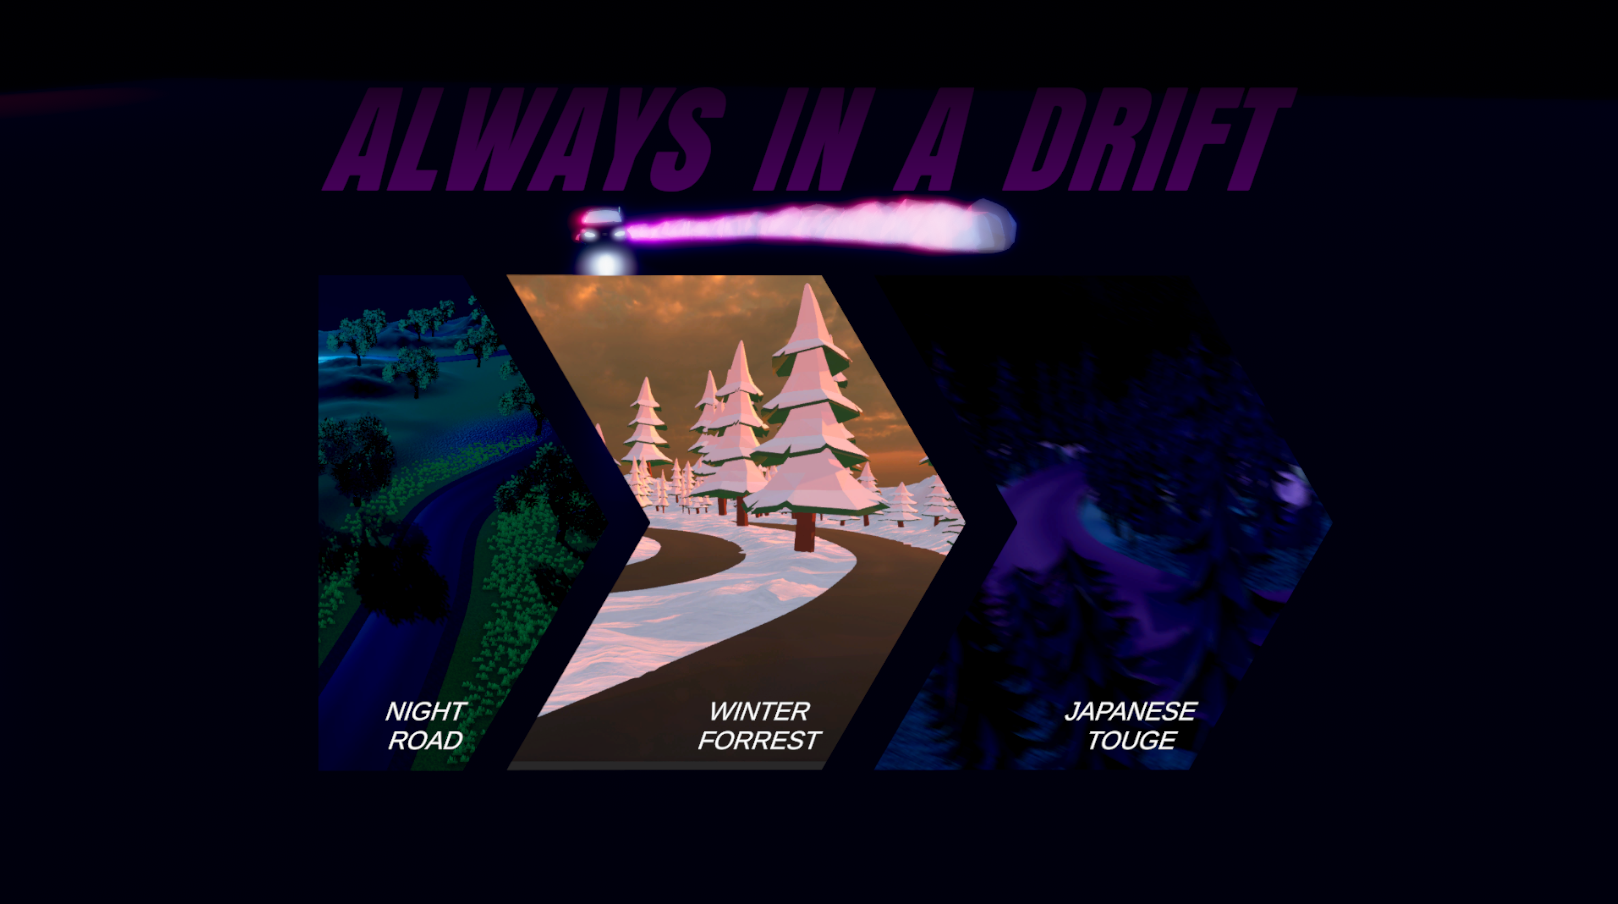 ALWAYS IN A DRIFT
NIGHT
ROAD
WINTER
FORREST
JAPANESE
TOUGE